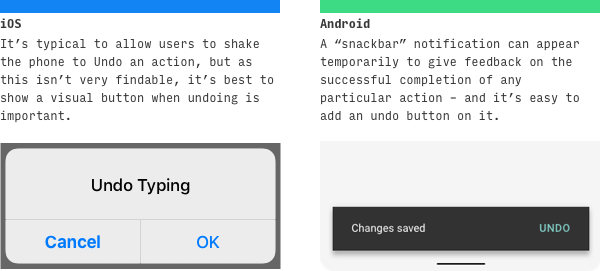 iOS
It’s typical to allow users to shake
the phone to Undo an action, but as
this isn’t very findable, it’s best to
show a visual button when undoing is
important.
Undo Typing
Cancel
OK
Android
A “snackbar” notification can appear
temporarily to give feedback on the
successful completion of any
particular action – and it’s easy to
add an undo button on it.
Changes saved
UNDO